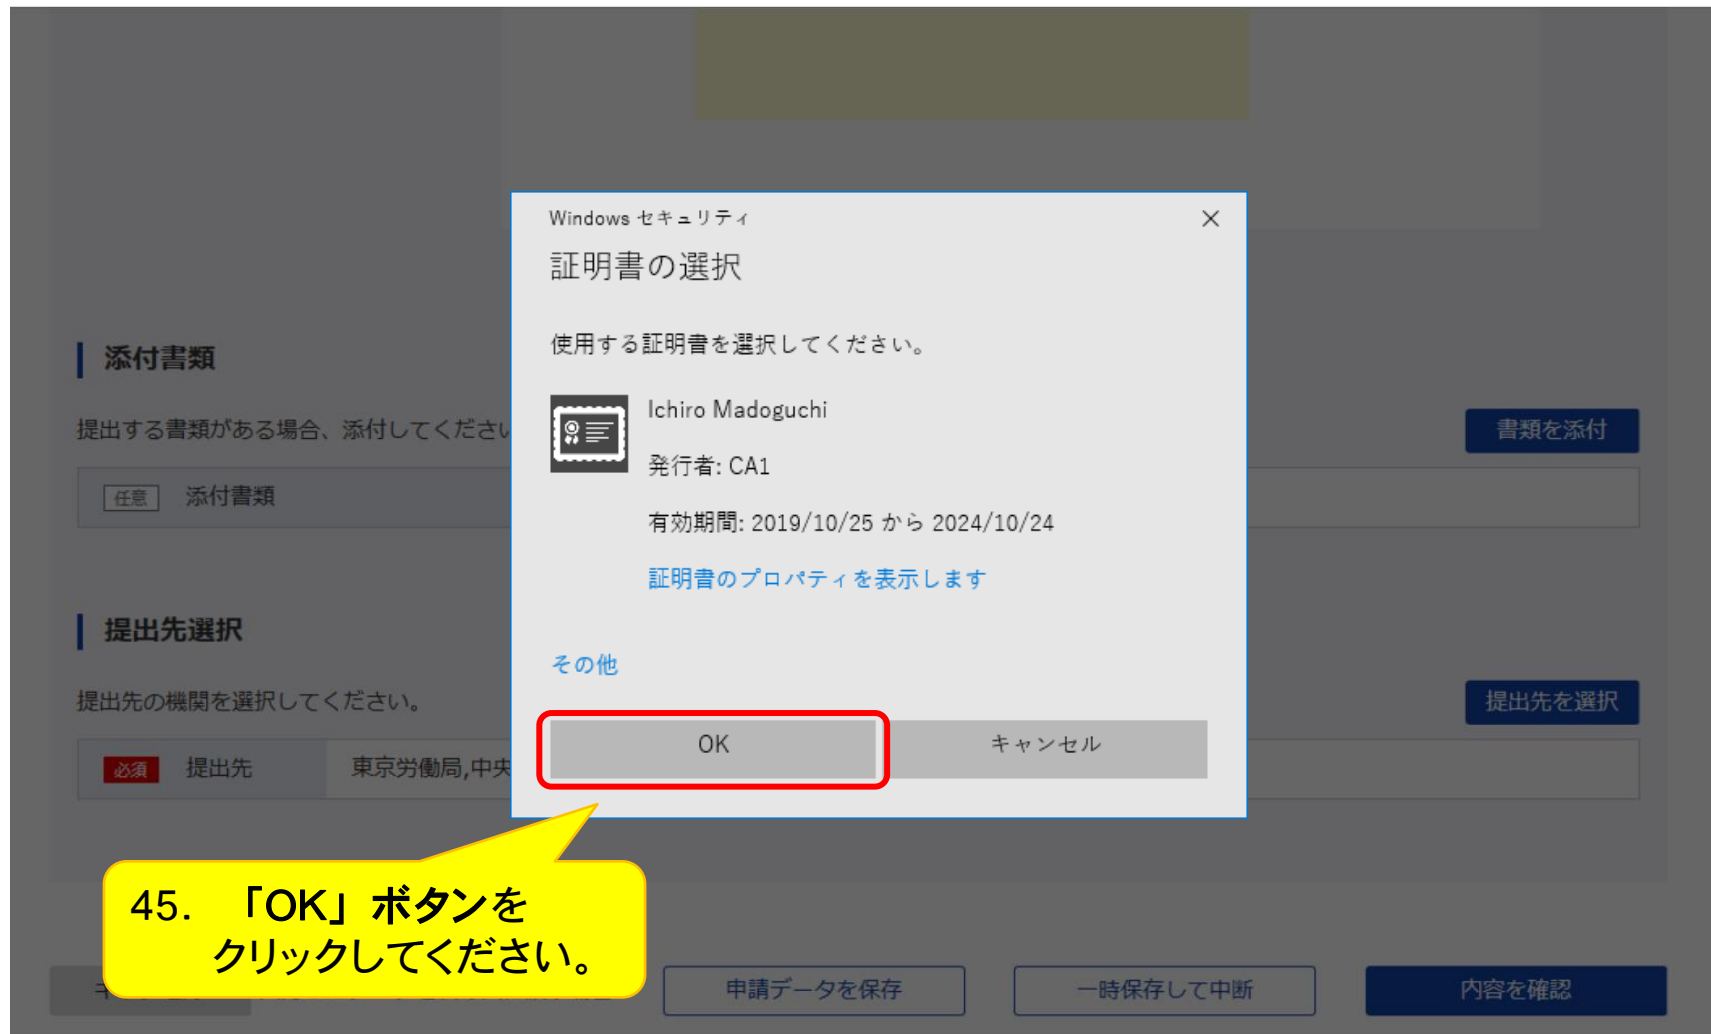 Windows セキュリティ
証明書の選択
使用する証明書を選択してください。
Ichiro Madoguchi
発行者: CA1
有効期間: 2019/10/25 から 2024/10/24
証明書のプロパティを表示します
その他
OK
キャンセル
添付書類
提出する書類がある場合、添付してください
書類を添付
任意 添付書類
提出先選択
提出先の機関を選択してください。
提出先を選択
必須 提出先 東京労働局,中央
45. 「OK」ボタンを
クリックしてください。
申請データを保存
一時保存して中断
内容を確認